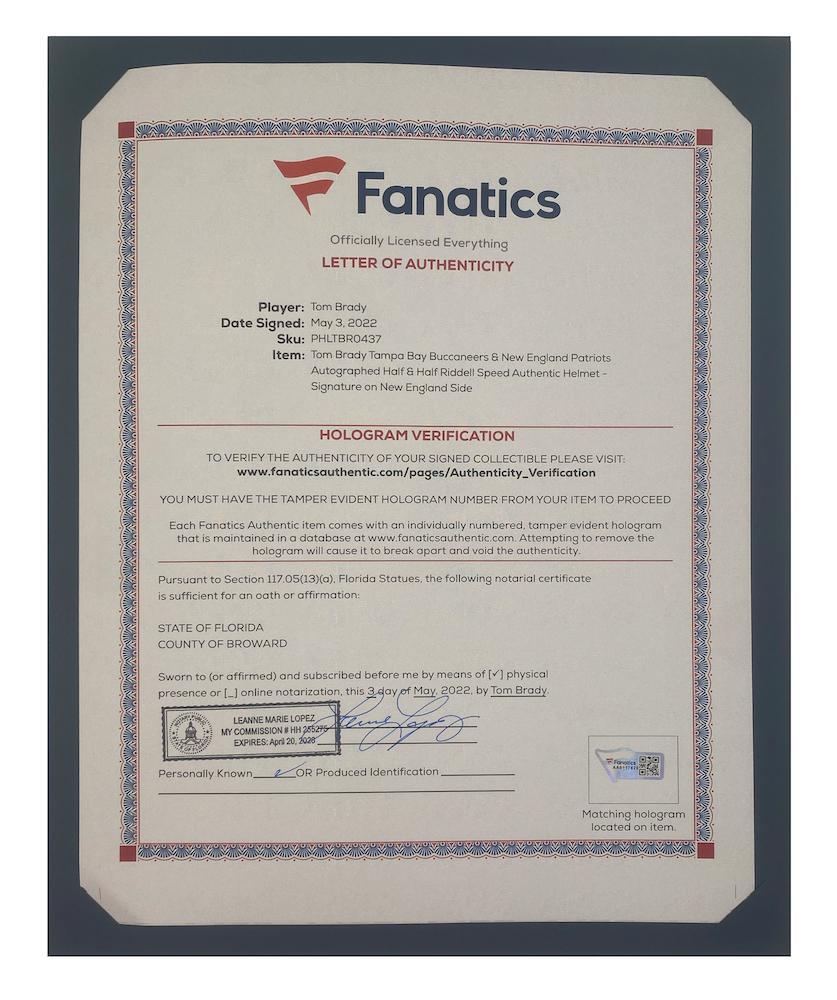 Fanatics
Officially Licensed Everything
LETTER OF AUTHENTICITY
Player: Tom Brady
Date Signed: May 3, 2022
Sku: PHLTBR0437
Item: Tom Brady Tampa Bay Buccaneers & New England Patriots
Autographed Half & Half Riddell Speed Authentic Helmet -
Signature on New England Side
HOLOGRAM VERIFICATION
TO VERIFY THE AUTHENTICITY OF YOUR SIGNED COLLECTIBLE PLEASE VISIT:
www.fanaticsauthentic.com/pages/Authenticity_Verification
YOU MUST HAVE THE TAMPER EVIDENT HOLOGRAM NUMBER FROM YOUR ITEM TO PROCEED
Each Fanatics Authentic item comes with an individually numbered, tamper evident hologram
that is maintained in a database at www.fanaticsauthentic.com. Attempting to remove the
hologram will cause it to break apart and void the authenticity.
Pursuant to Section 117.05(13)(a), Florida Statues, the following notarial certificate
is sufficient for an oath or affirmation:
STATE OF FLORIDA
COUNTY OF BROWARD
Sworn to (or affirmed) and subscribed before me by means of [✓] physical
presence or [_] online notarization, this 3 day of May, 2022, by Tom Brady.
NOTARY PUBLIC
STATE OF FLORIDA
LEANNE MARIE LOPEZ
MY COMMISSION # HH 255275
EXPIRES: April 20, 2026
Personally Known ✓ OR Produced Identification
Fanatics
Matching hologram
located on item.